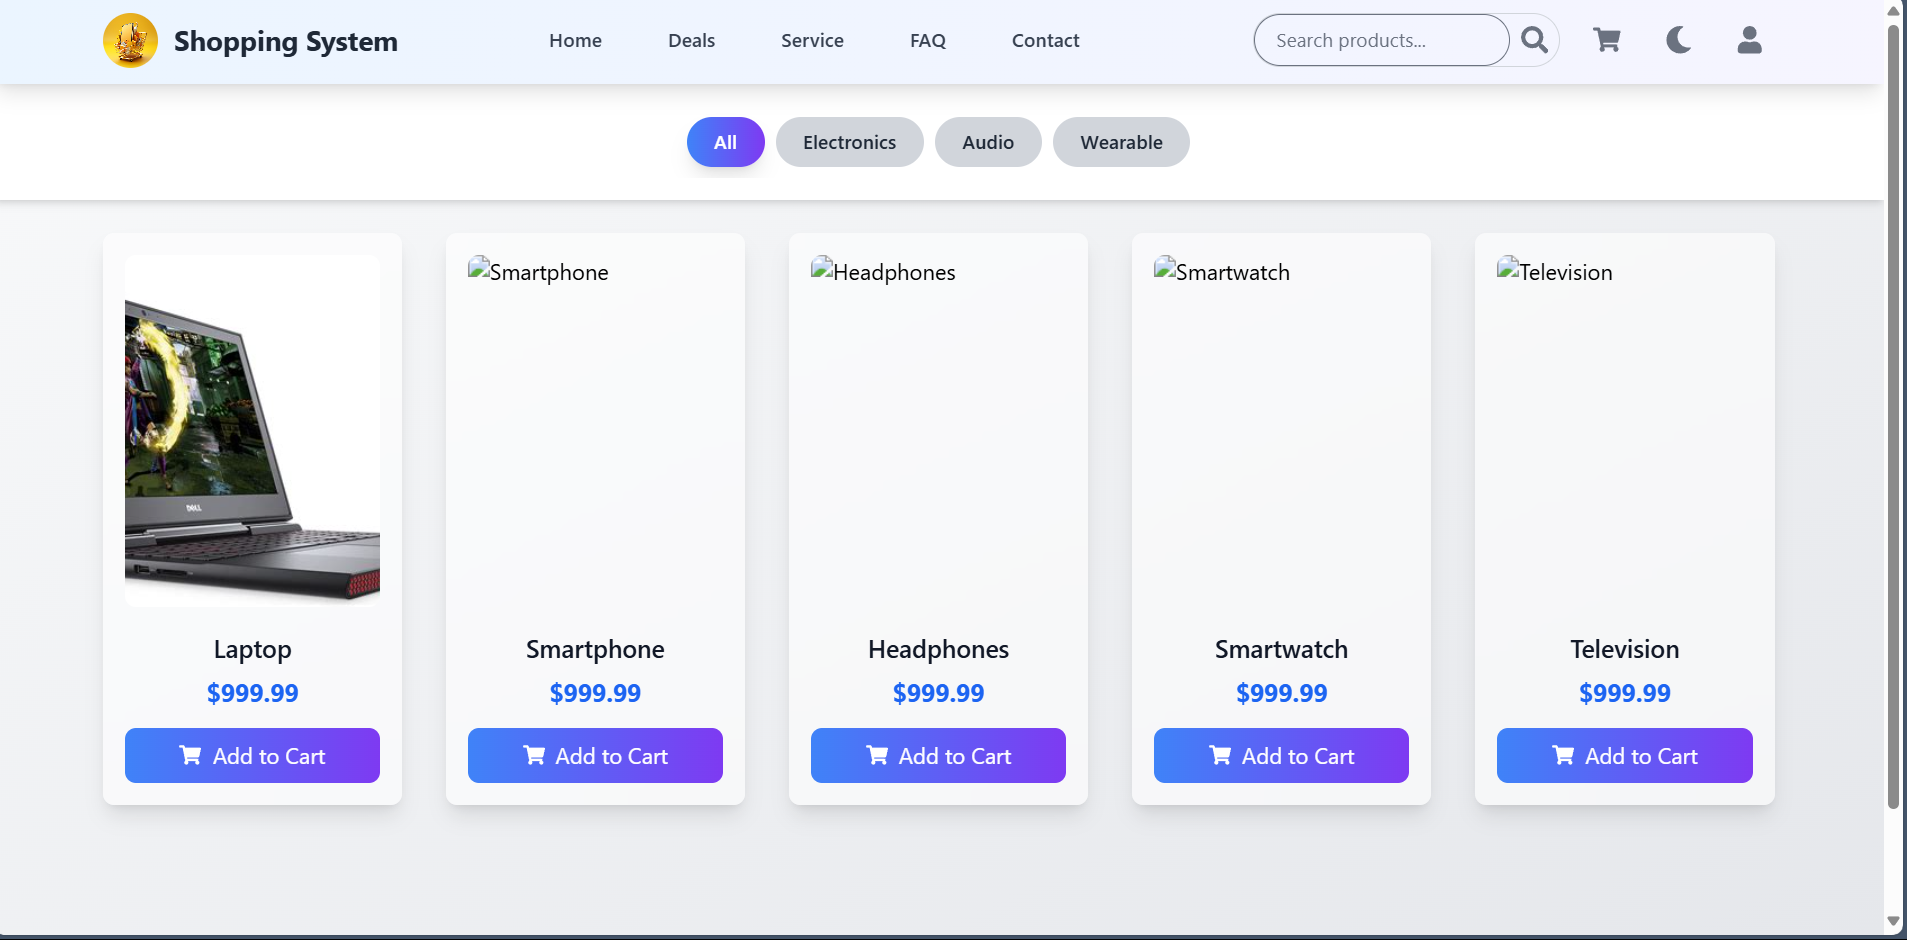 Shopping System
Home Deals Service FAQ Contact
Search products...
All Electronics Audio Wearable
Smartphone Headphones Smartwatch Television
DELL
Laptop Smartphone Headphones Smartwatch Television
$999.99 $999.99 $999.99 $999.99 $999.99
Add to Cart Add to Cart Add to Cart Add to Cart Add to Cart